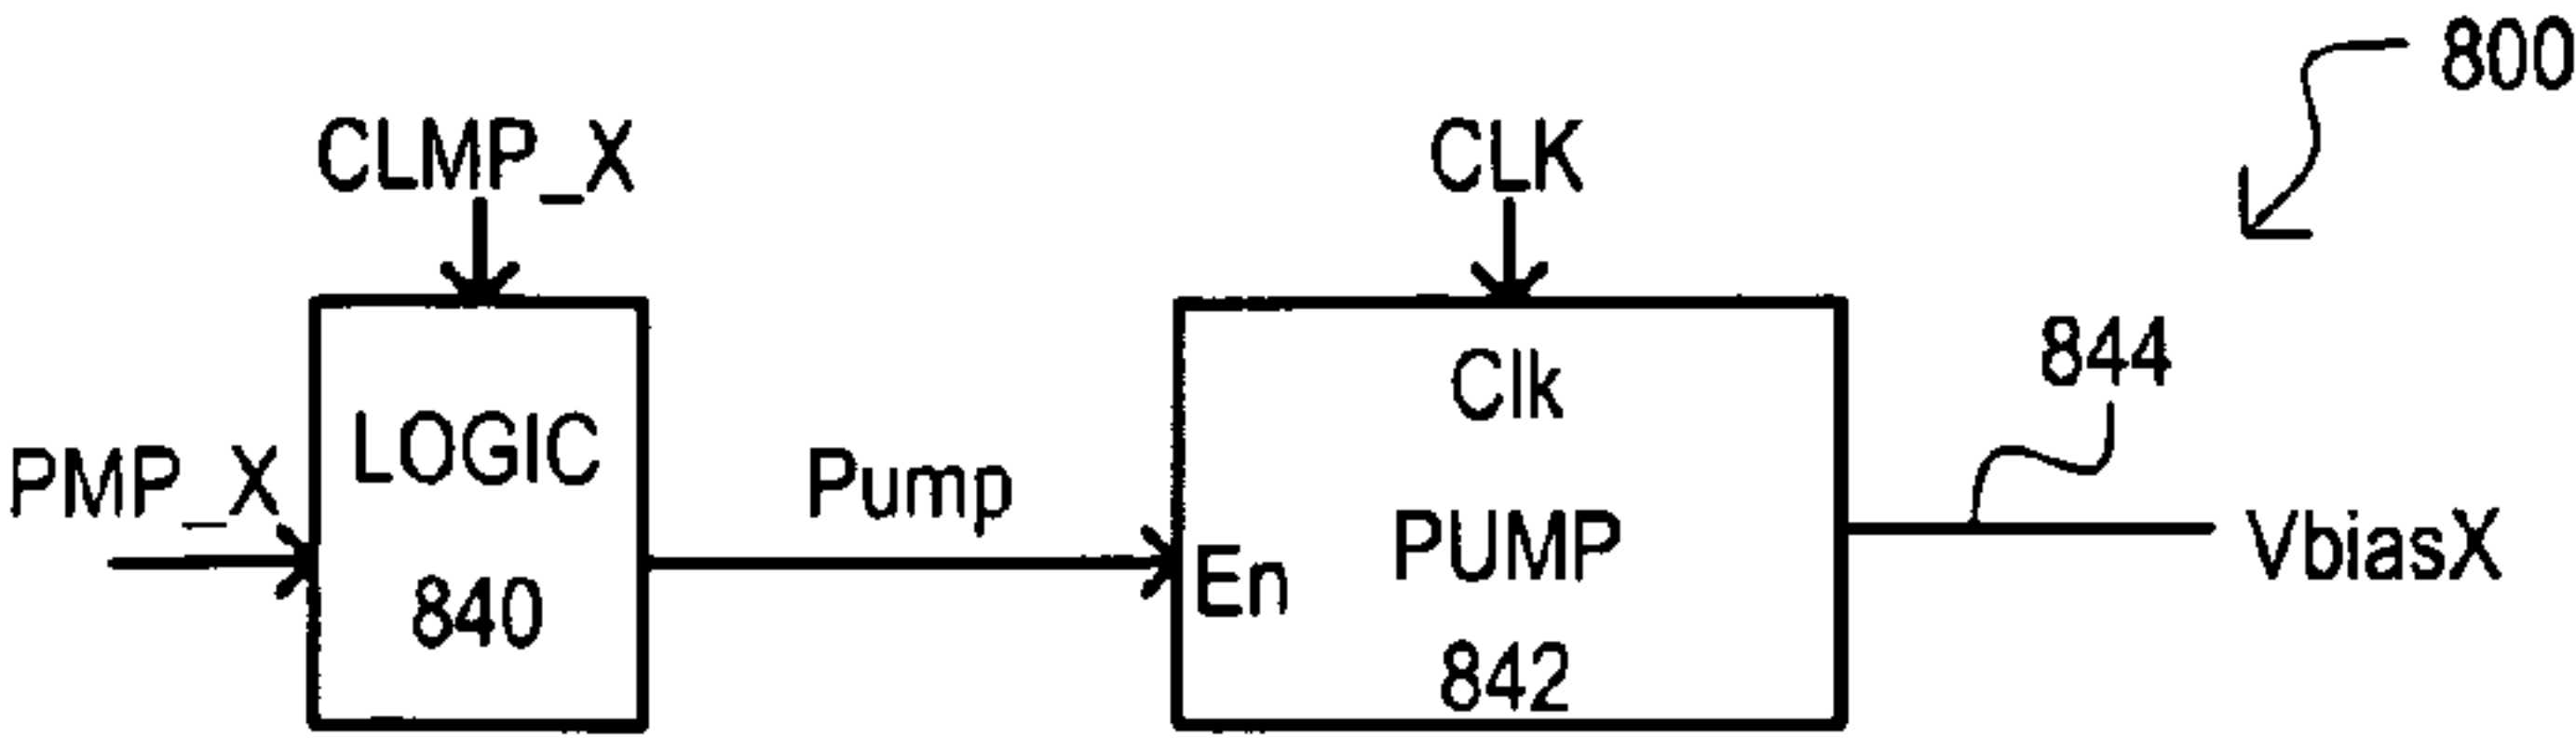 800
CLMP_X
CLK
844
Clk
LOGIC
PMP_X
Pump
PUMP
VbiasX
En
840
842